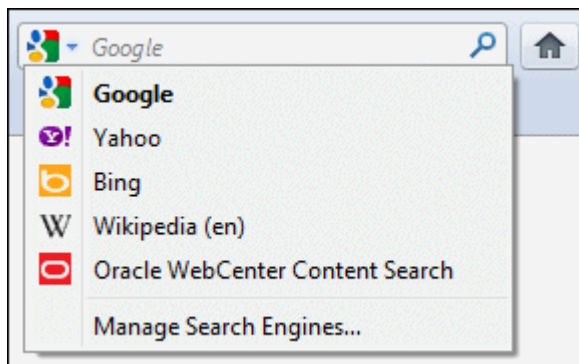 Google
Google
Yahoo
Bing
W Wikipedia (en)
Oracle WebCenter Content Search
Manage Search Engines...